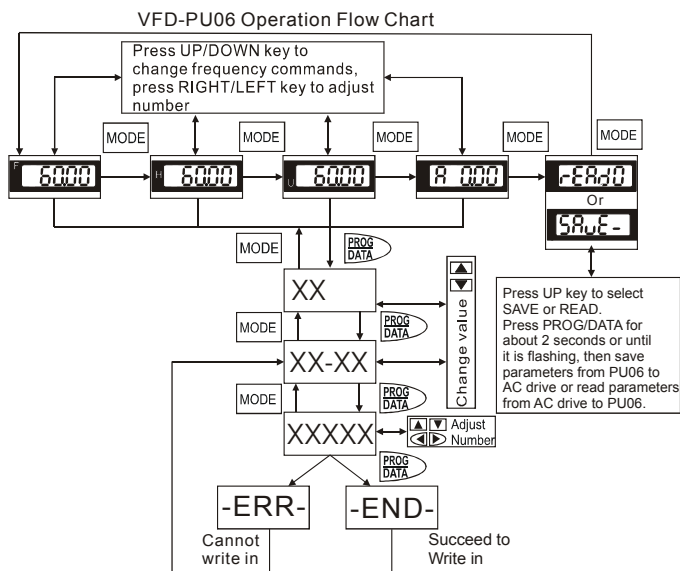 VFD-PU06 Operation Flow Chart
Press UP/DOWN key to
change frequency commands,
press RIGHT/LEFT key to adjust
number
MODE
MODE
MODE
MODE
MODE
F 60.00
H 60.00
U 60.00
A 0.00
rEAd0
Or
SAvE-
MODE
PROG
DATA
XX
MODE
PROG
DATA
XX-XX
MODE
PROG
DATA
XXXXX
PROG
DATA
Change value
Adjust
Number
Press UP key to select
SAVE or READ.
Press PROG/DATA for
about 2 seconds or until
it is flashing, then save
parameters from PU06 to
AC drive or read parameters
from AC drive to PU06.
-ERR-
-END-
Cannot
write in
Succeed to
Write in